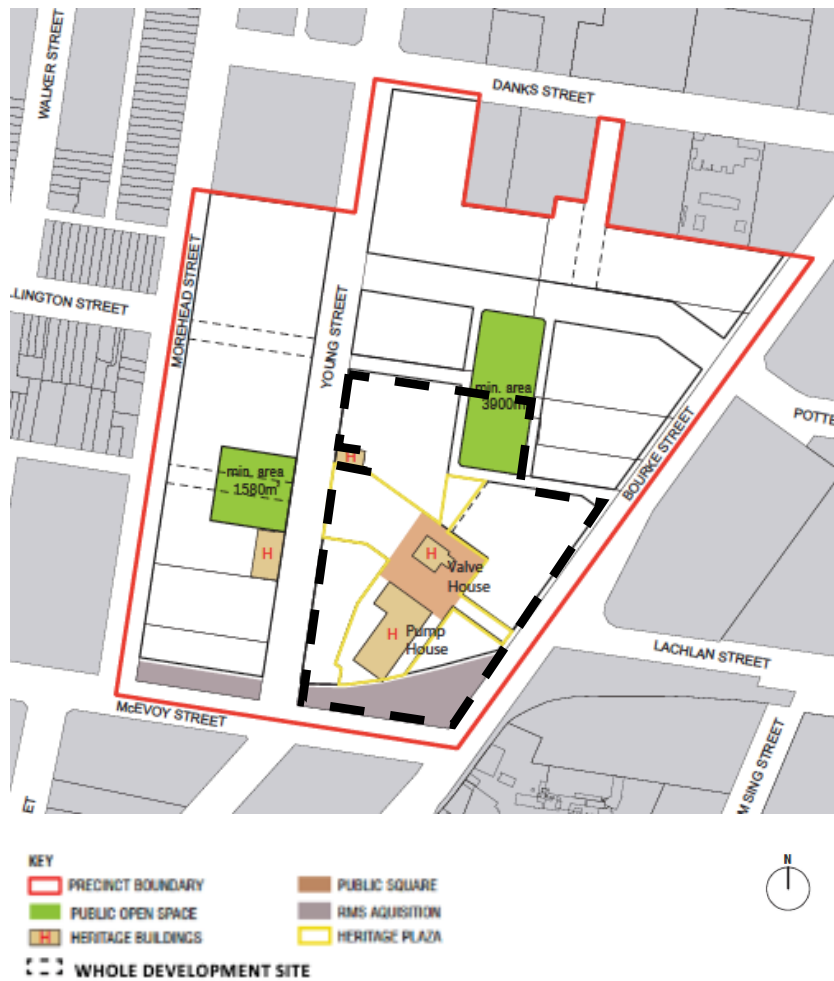 WALKER STREET
DANKS STREET
LLINGTON STREET
MOREHEAD STREET
YOUNG STREET
min. area
3900m²
POTTE
BOURKE STREET
H
min. area
1580m²
H
H
Valve
House
H
Pump
House
LACHLAN STREET
McEVOY STREET
M SING STREET
ET
KEY
PRECINCT BOUNDARY
PUBLIC OPEN SPACE
H HERITAGE BUILDINGS
PUBLIC SQUARE
RMS AQUISITION
HERITAGE PLAZA
WHOLE DEVELOPMENT SITE
N